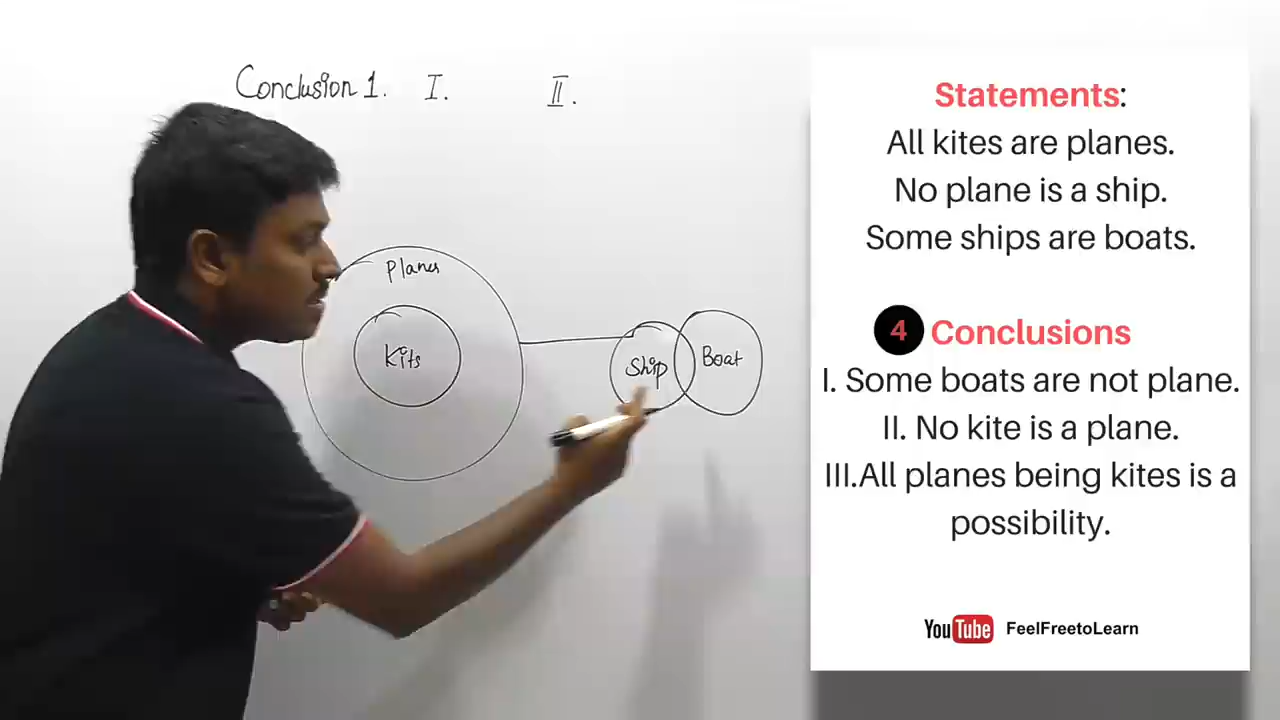 Conclusion 1. I. II.
Planes
Kits
Ship
Boat
Statements:
All kites are planes.
No plane is a ship.
Some ships are boats.
4 Conclusions
I. Some boats are not plane.
II. No kite is a plane.
III.All planes being kites is a
possibility.
YouTube FeelFreetoLearn